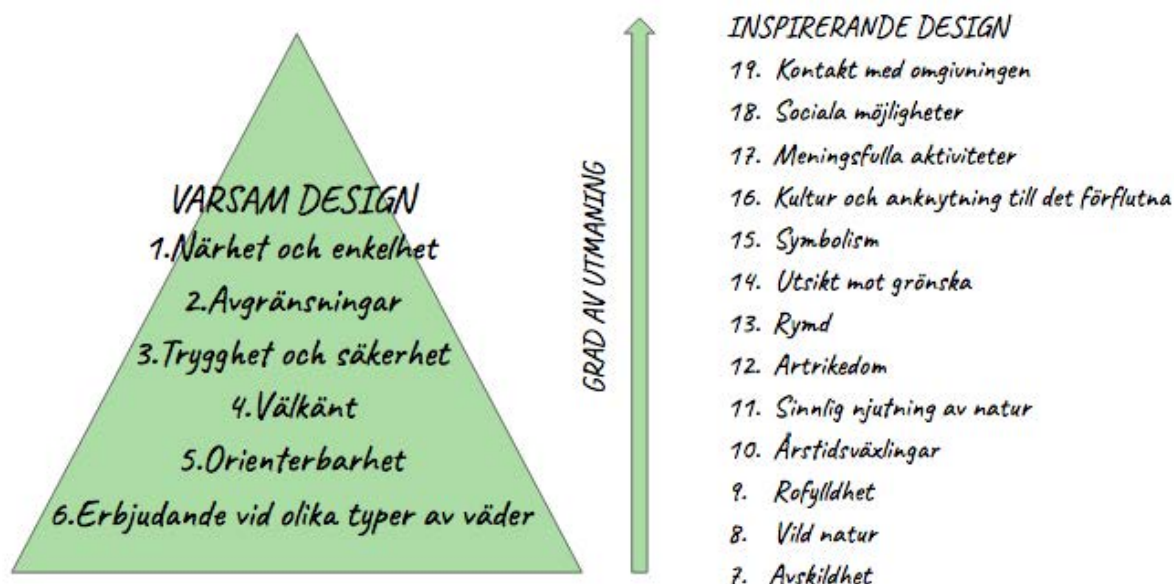 VARSAM DESIGN
1.Närhet och enkelhet
2.Avgränsningar
3.Trygghet och säkerhet
4.Välkänt
5.Orienterbarhet
6.Erbjudande vid olika typer av väder
GRAD AV UTMANING
INSPIRERANDE DESIGN
19. Kontakt med omgivningen
18. Sociala möjligheter
17. Meningsfulla aktiviteter
16. Kultur och anknytning till det förflutna
15. Symbolism
14. Utsikt mot grönska
13. Rymd
12. Artrikedom
11. Sinnlig njutning av natur
10. Årstidsväxlingar
9. Rofylldhet
8. Vild natur
7. Avskildhet